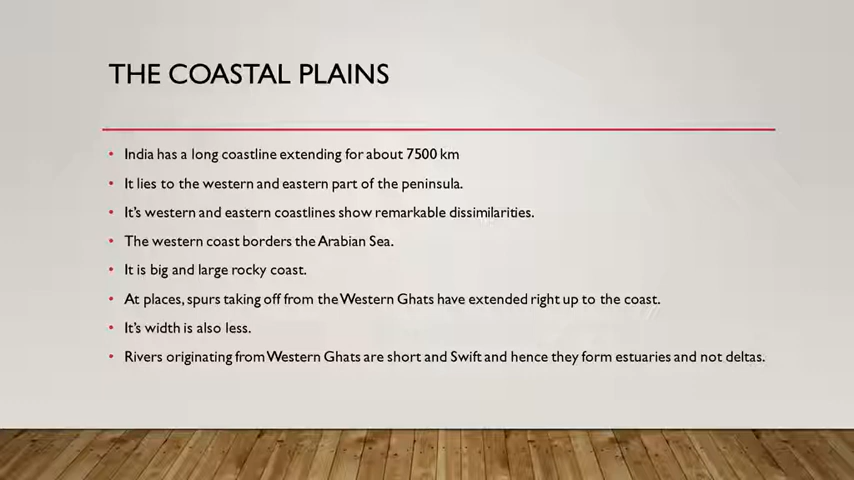 THE COASTAL PLAINS
• India has a long coastline extending for about 7500 km
• It lies to the western and eastern part of the peninsula.
• It's western and eastern coastlines show remarkable dissimilarities.
• The western coast borders the Arabian Sea.
• It is big and large rocky coast.
• At places, spurs taking off from the Western Ghats have extended right up to the coast.
• It's width is also less.
• Rivers originating from Western Ghats are short and Swift and hence they form estuaries and not deltas.